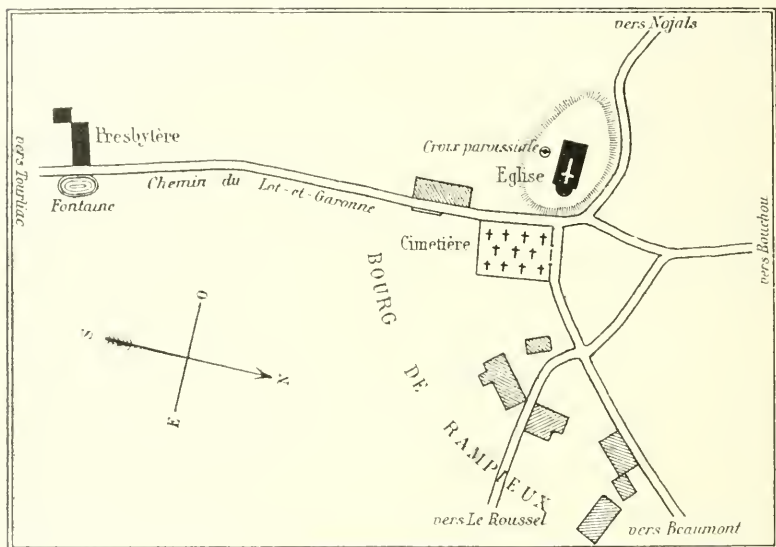 vers Nojals
Presbytère
Croix paroissiale
Eglise
vers Tourliac
Chemin du Lot-et-Garonne
Fontaine
Cimetière
vers Bouchou
BOURG DE RAMPIEUX
O
S
N
E
vers Le Roussel
vers Beaumont